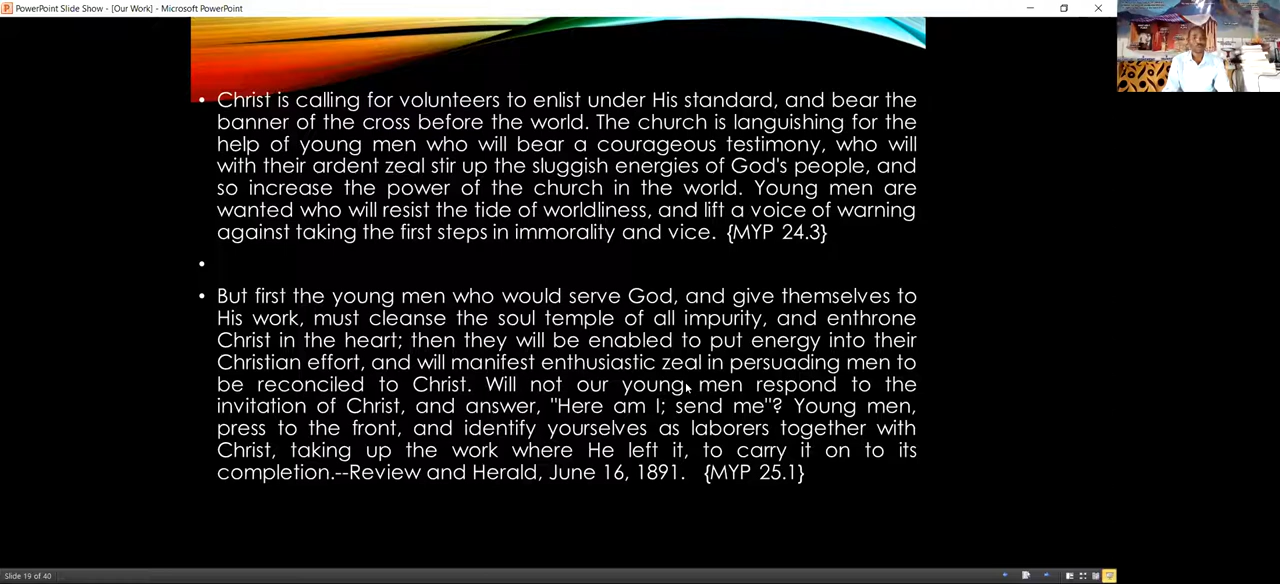 PowerPoint Slide Show - [Our Work] - Microsoft PowerPoint
• Christ is calling for volunteers to enlist under His standard, and bear the
banner of the cross before the world. The church is languishing for the
help of young men who will bear a courageous testimony, who will
with their ardent zeal stir up the sluggish energies of God's people, and
so increase the power of the church in the world. Young men are
wanted who will resist the tide of worldliness, and lift a voice of warning
against taking the first steps in immorality and vice. {MYP 24.3}
•
• But first the young men who would serve God, and give themselves to
His work, must cleanse the soul temple of all impurity, and enthrone
Christ in the heart; then they will be enabled to put energy into their
Christian effort, and will manifest enthusiastic zeal in persuading men to
be reconciled to Christ. Will not our young men respond to the
invitation of Christ, and answer, "Here am I; send me"? Young men,
press to the front, and identify yourselves as laborers together with
Christ, taking up the work where He left it, to carry it on to its
completion.--Review and Herald, June 16, 1891. {MYP 25.1}
Slide 19 of 40